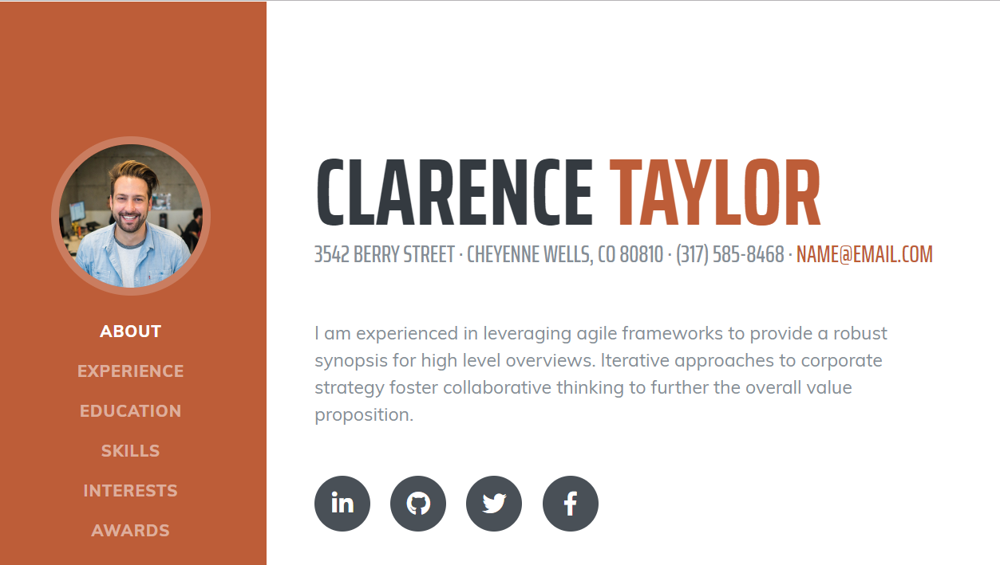 CLARENCE TAYLOR
3542 BERRY STREET · CHEYENNE WELLS, CO 80810 · (317) 585-8468 · NAME@EMAIL.COM
ABOUT
EXPERIENCE
EDUCATION
SKILLS
INTERESTS
AWARDS
I am experienced in leveraging agile frameworks to provide a robust
synopsis for high level overviews. Iterative approaches to corporate
strategy foster collaborative thinking to further the overall value
proposition.
in